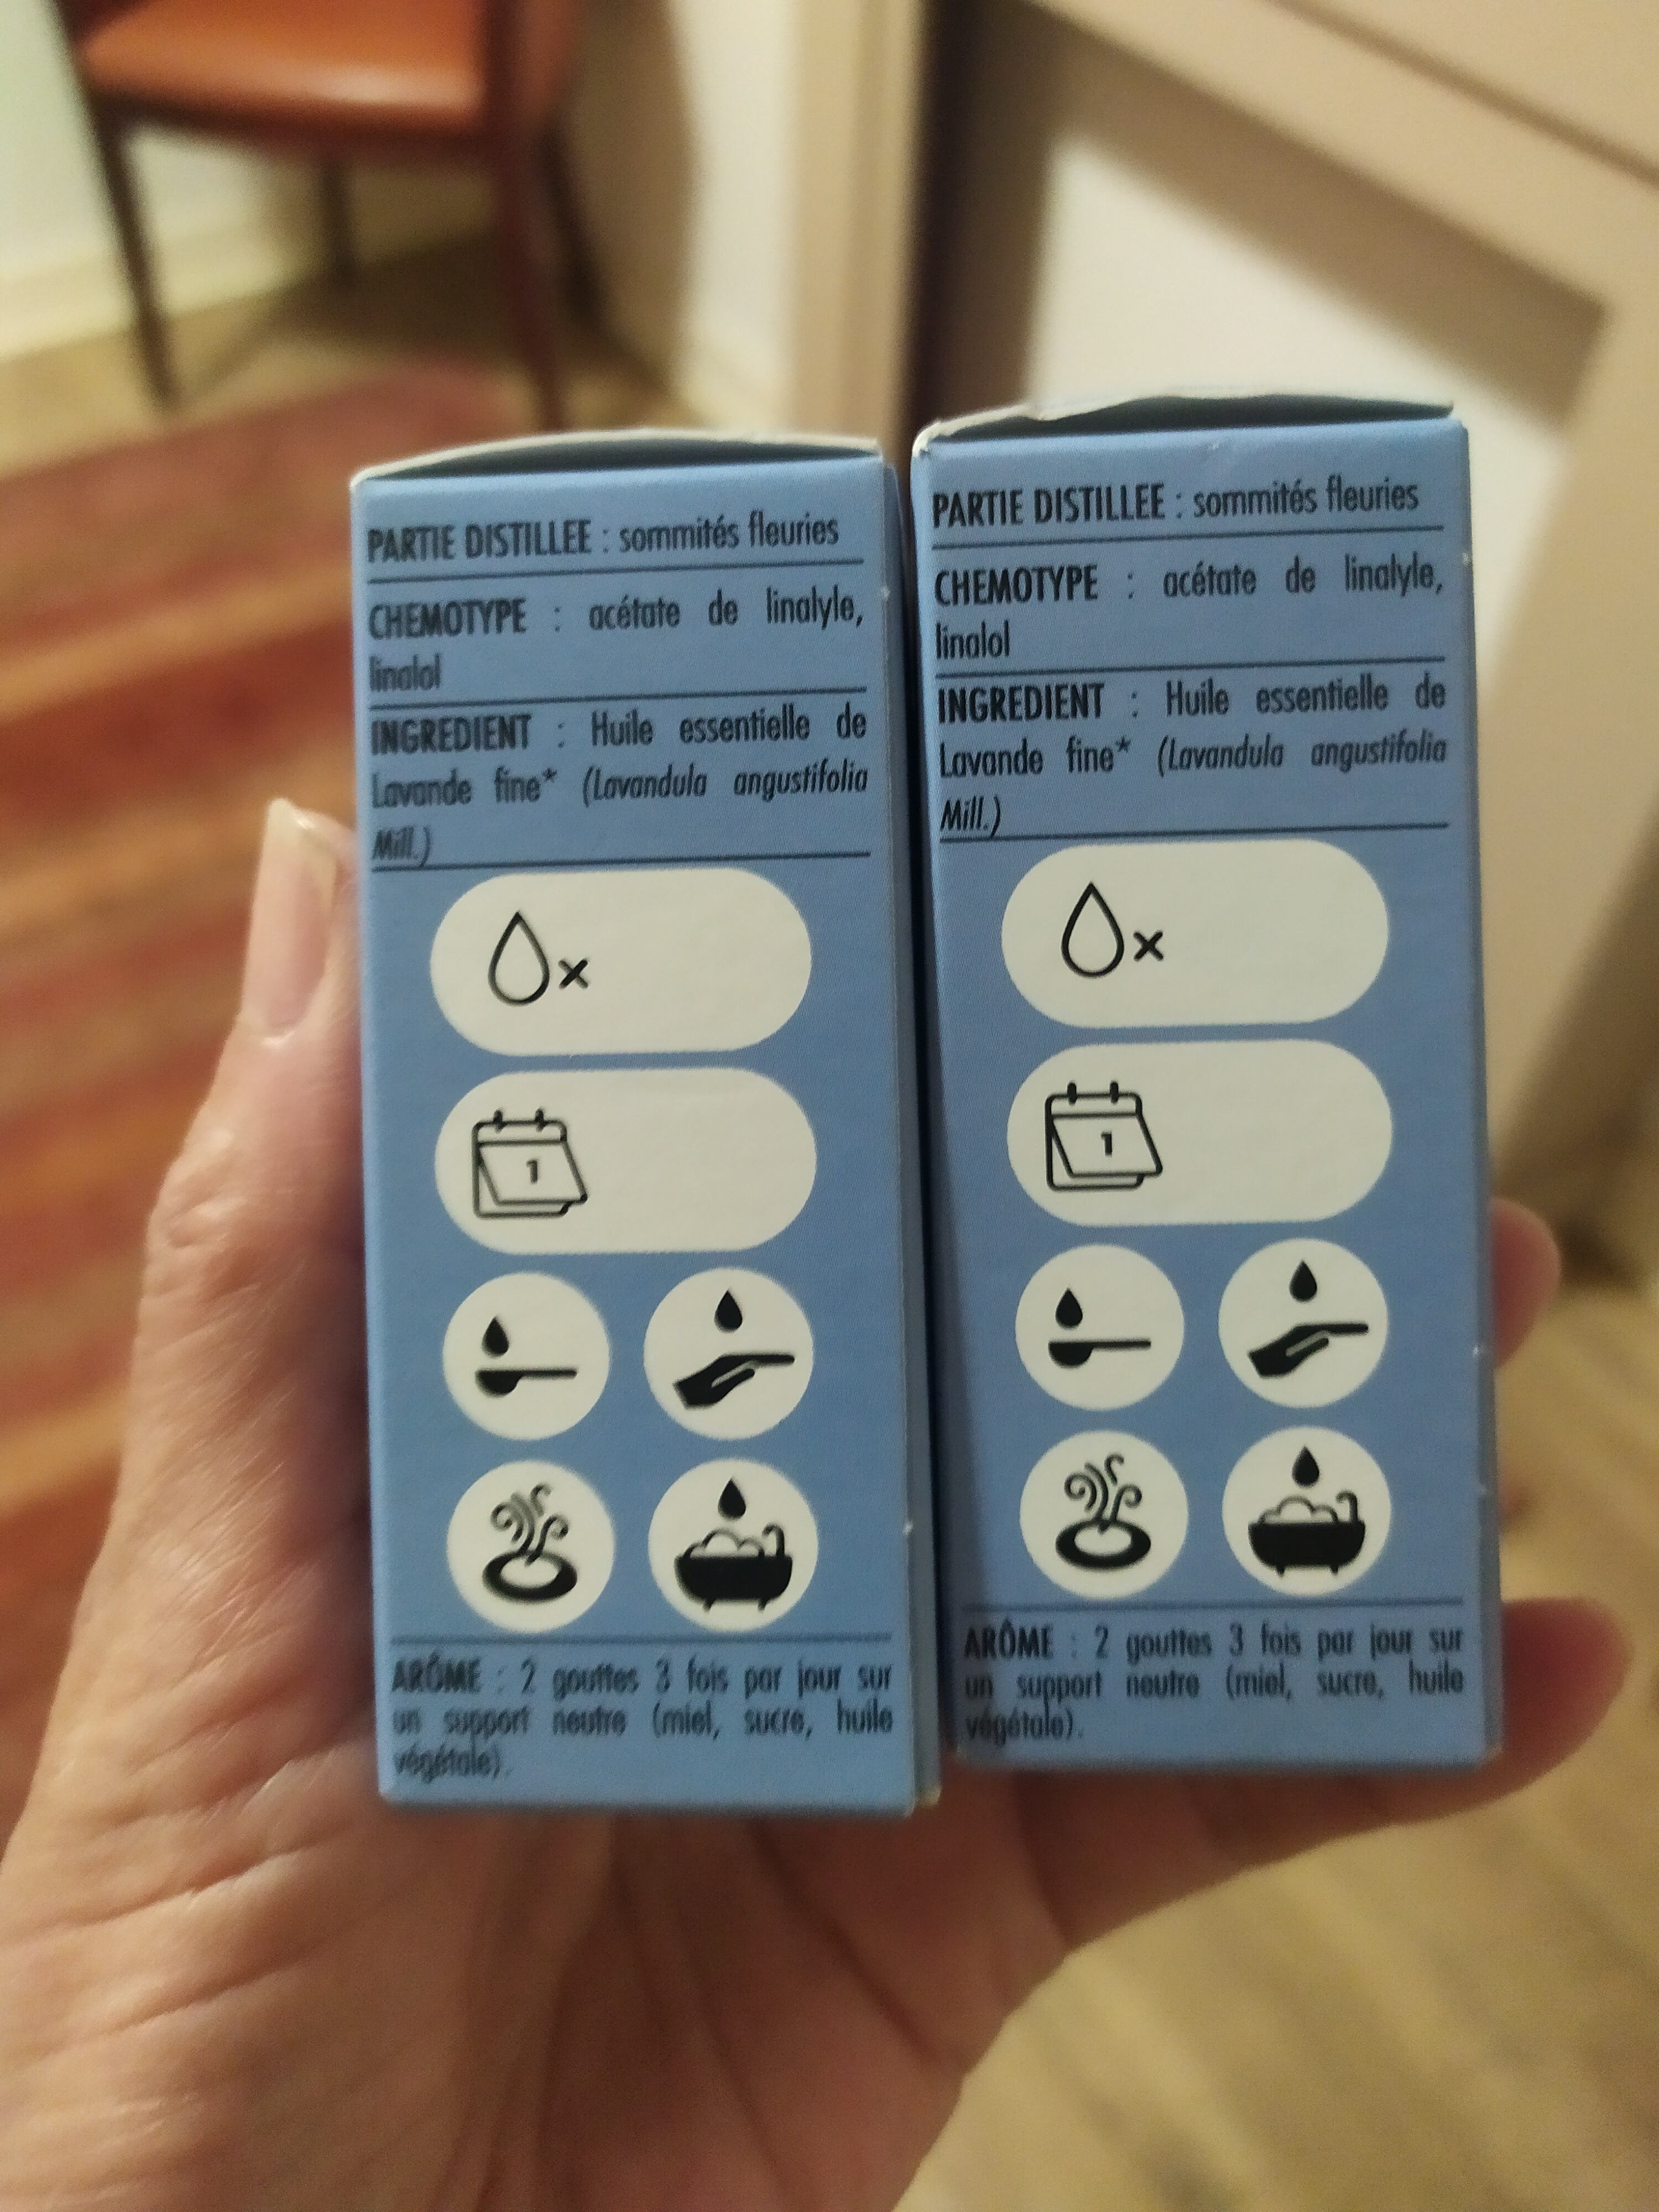 PARTIE DISTILLEE : sommités fleuries
CHEMOTYPE : acétate de linalyle,
linalol
INGREDIENT : Huile essentielle de
Lavande fine* (Lavandula angustifolia
Mill.)
x
1
ARÔME : 2 gouttes 3 fois par jour sur
un support neutre (miel, sucre, huile
végétale).
PARTIE DISTILLEE : sommités fleuries
CHEMOTYPE : acétate de linalyle,
linalol
INGREDIENT : Huile essentielle de
Lavande fine* (Lavandula angustifolia
Mill.)
x
1
ARÔME : 2 gouttes 3 fois par jour sur
un support neutre (miel, sucre, huile
végétale).